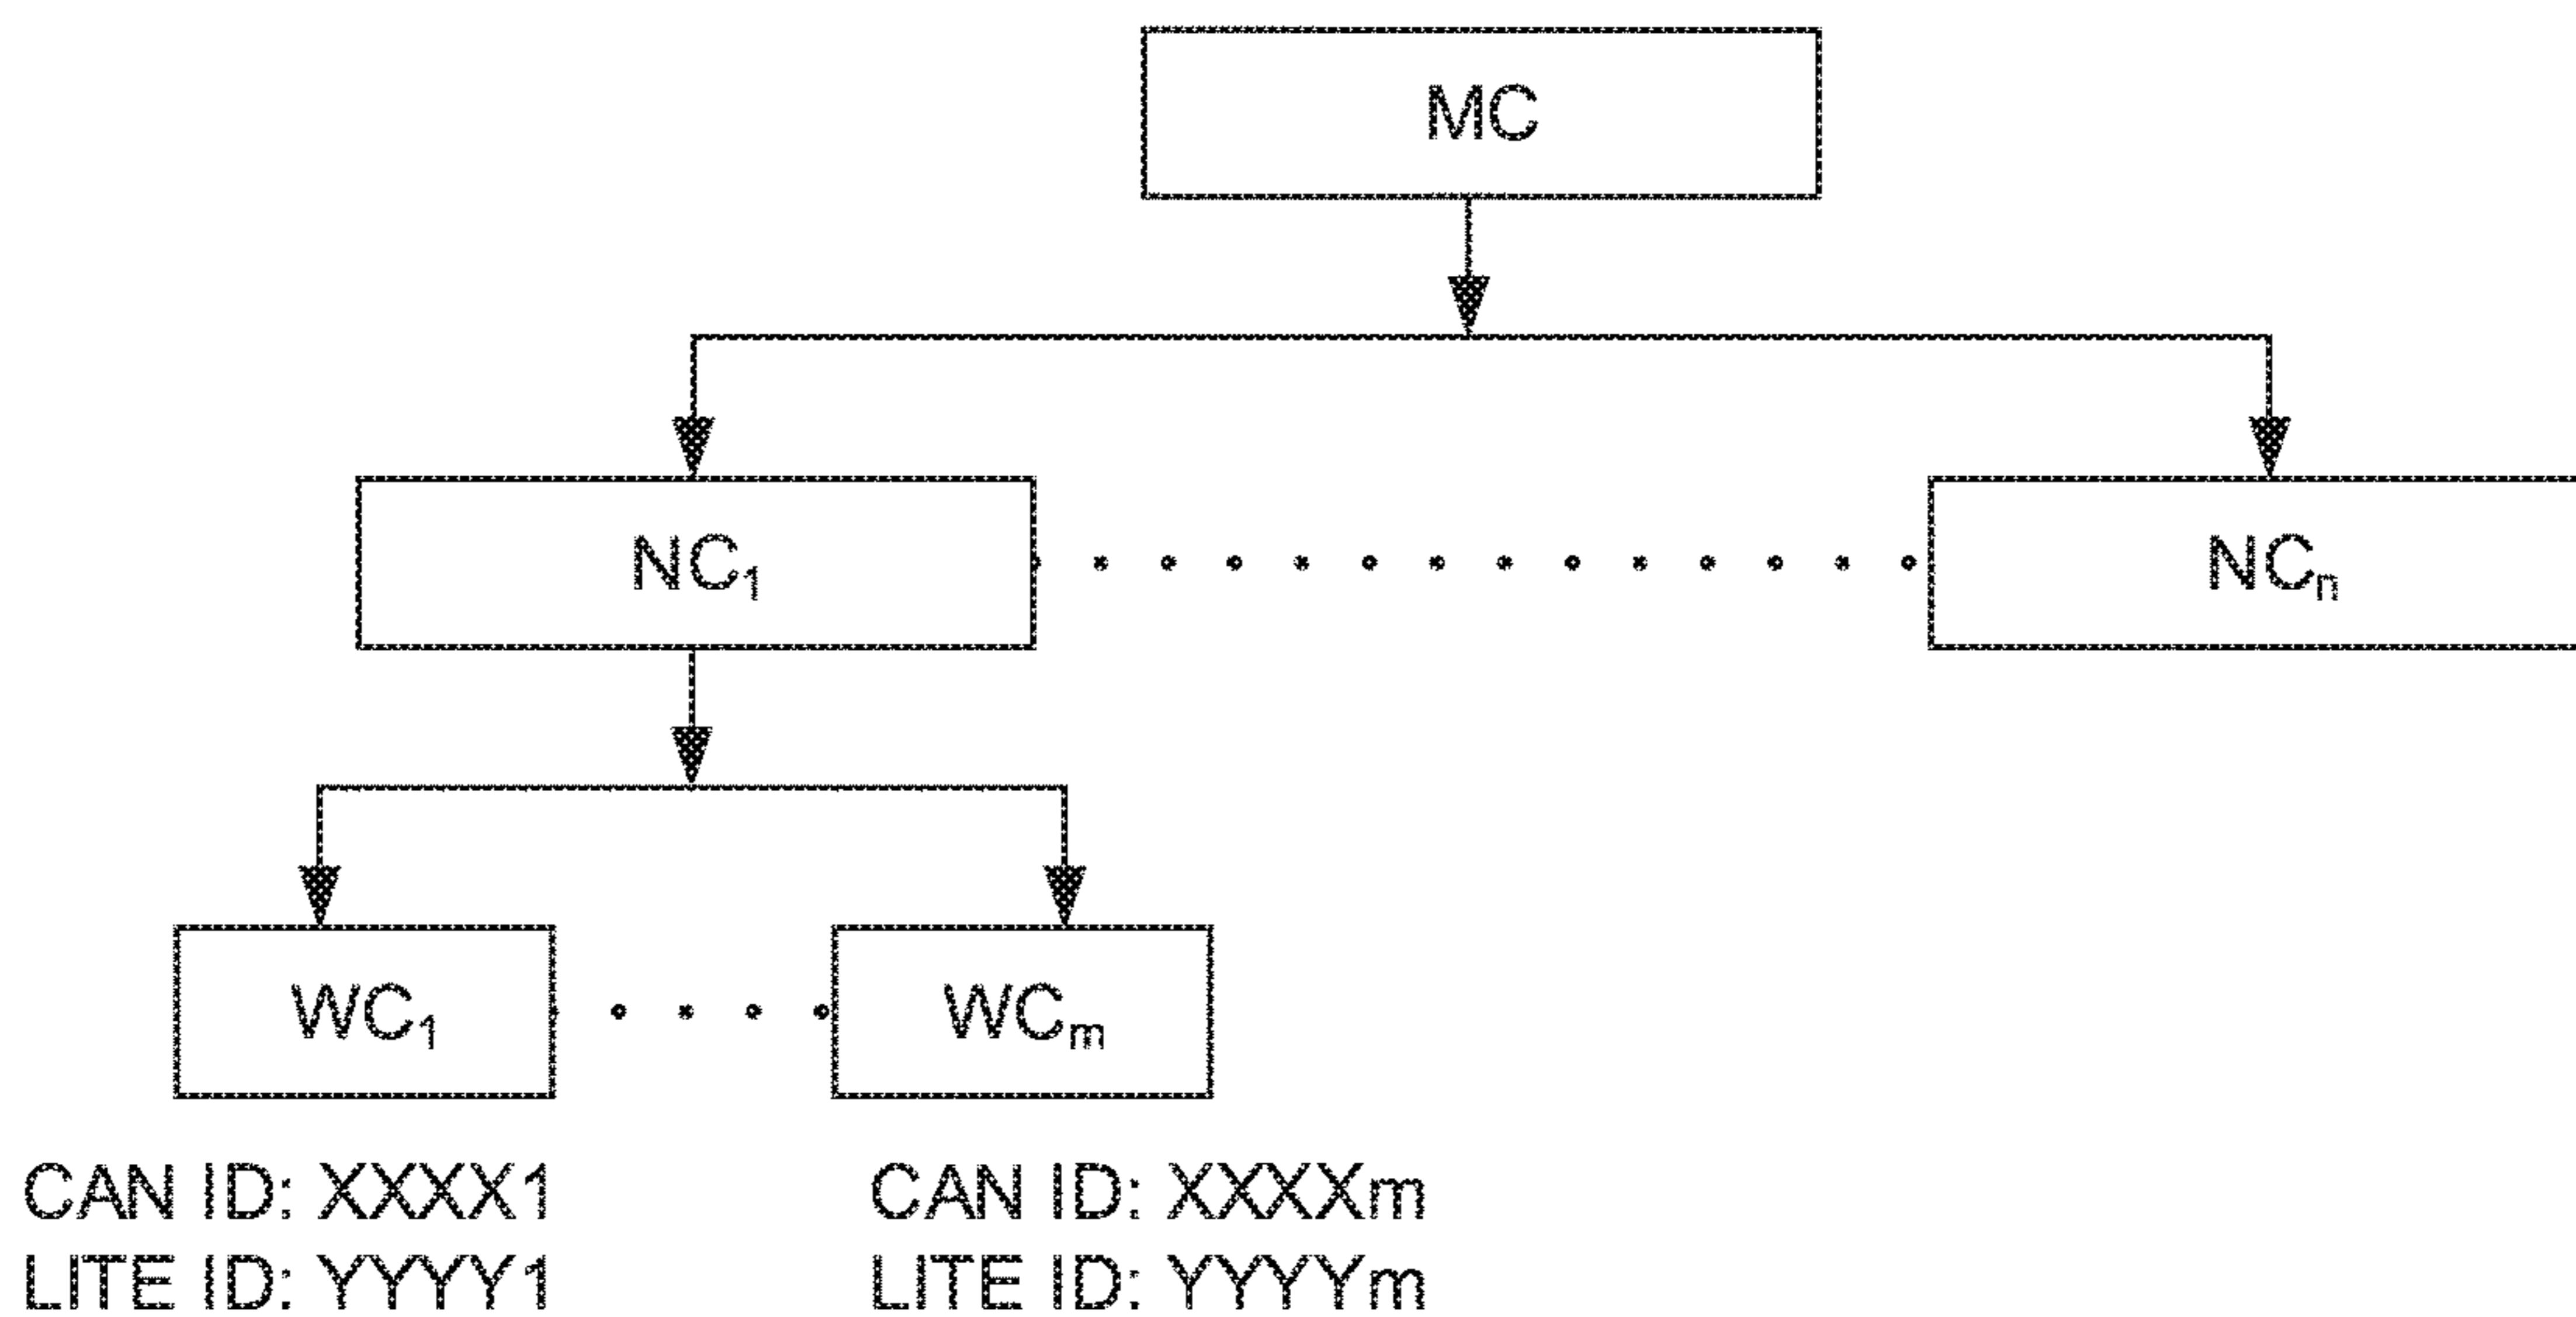 MC
NC₁
NCₙ
WC₁
WCₘ
CAN ID: XXXX1
LITE ID: YYYY1
CAN ID: XXXXm
LITE ID: YYYYm